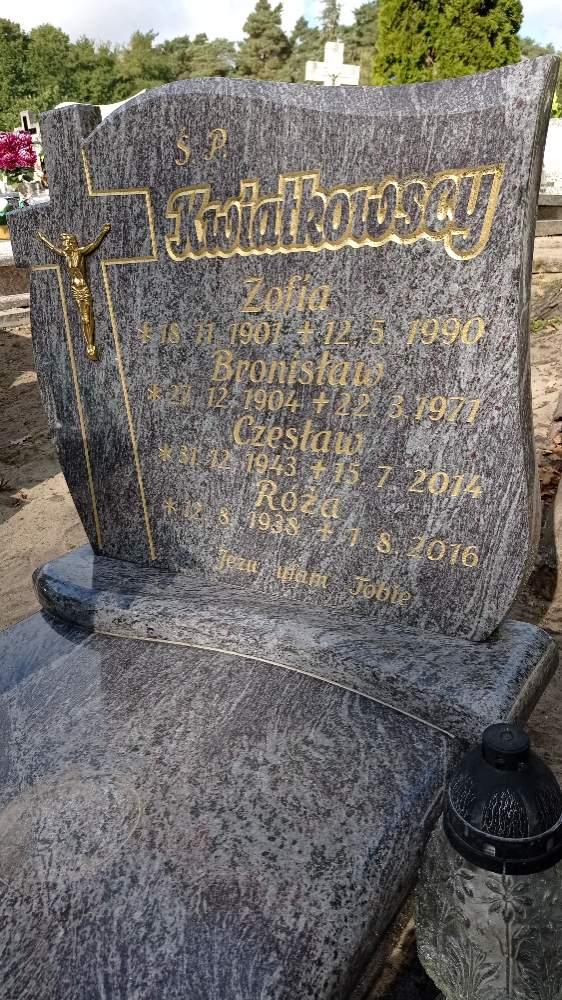 Ś. P.
Kwiatkowscy
Zofia
* 18 11 1901 + 12. 5. 1990
Bronisław
* 27. 12 1904 + 22. 3. 1971
Czesław
* 31. 12 1943 + 15. 7 2014
Róża
* 12. 8 1938 + 1. 8. 2016
Jezu ufam Tobie